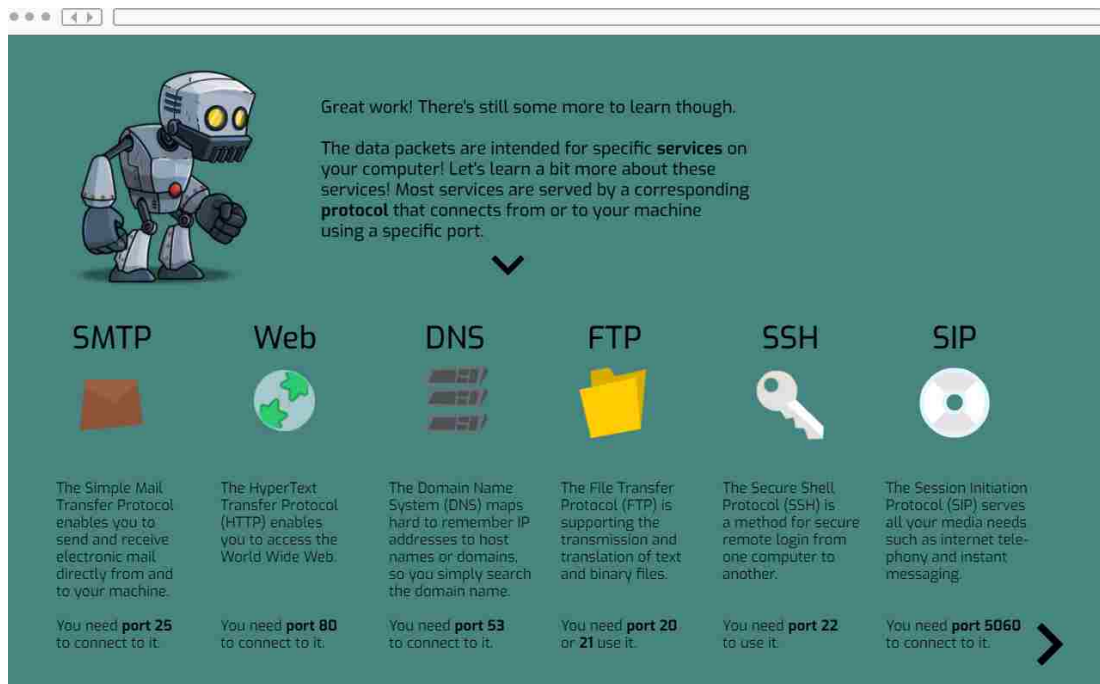 Great work! There's still some more to learn though.
The data packets are intended for specific services on
your computer! Let's learn a bit more about these
services! Most services are served by a corresponding
protocol that connects from or to your machine
using a specific port.
SMTP
The Simple Mail
Transfer Protocol
enables you to
send and receive
electronic mail
directly from and
to your machine.
You need port 25
to connect to it.
Web
The HyperText
Transfer Protocol
(HTTP) enables
you to access the
World Wide Web.
You need port 80
to connect to it.
DNS
The Domain Name
System (DNS) maps
hard to remember IP
addresses to host
names or domains,
so you simply search
the domain name.
You need port 53
to connect to it.
FTP
The File Transfer
Protocol (FTP) is
supporting the
transmission and
translation of text
and binary files.
You need port 20
or 21 use it.
SSH
The Secure Shell
Protocol (SSH) is
a method for secure
remote login from
one computer to
another.
You need port 22
to use it.
SIP
The Session Initiation
Protocol (SIP) serves
all your media needs
such as internet tele-
phony and instant
messaging.
You need port 5060
to connect to it.